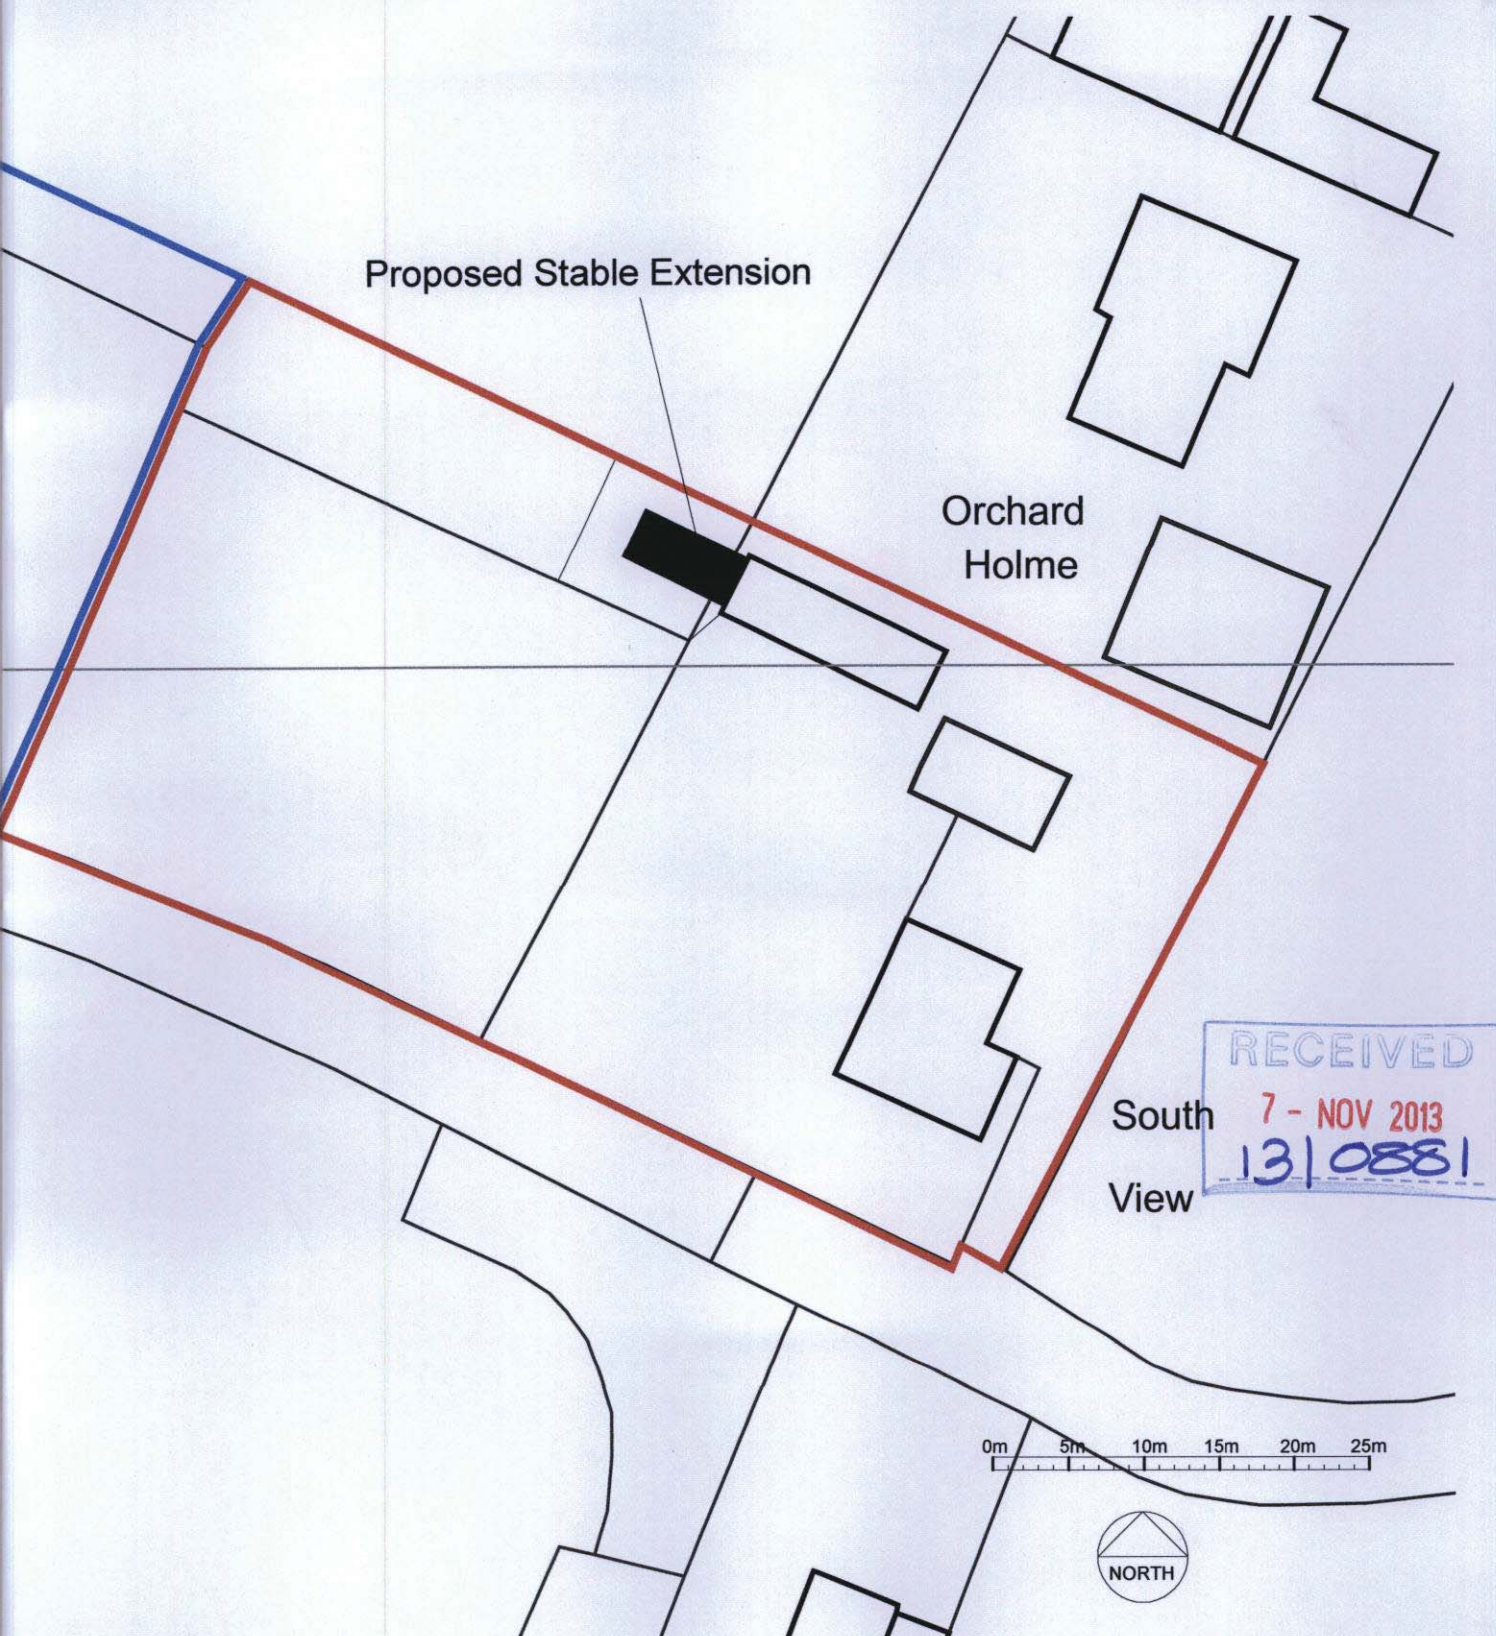 Proposed Stable Extension
Orchard
Holme
South
View
RECEIVED
7 - NOV 2013
13/0881
0m 5m 10m 15m 20m 25m
NORTH